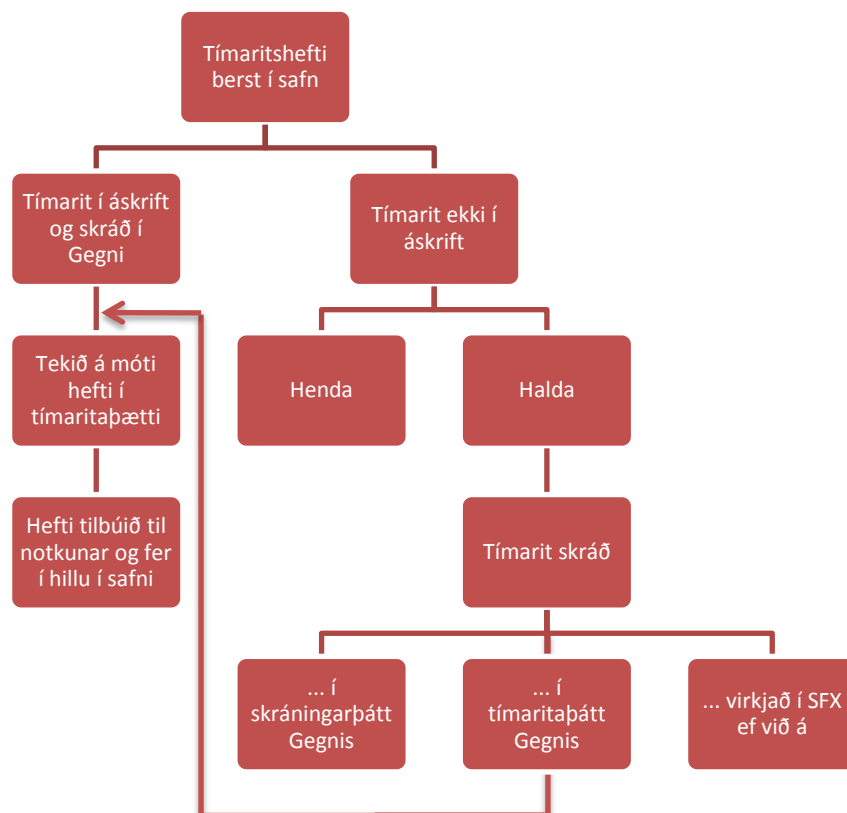 Tímaritshefti
berst í safn
Tímarit í áskrift
og skráð í
Gegni
Tímarit ekki í
áskrift
Tekið á móti
hefti í
tímaritaþætti
Henda
Halda
Hefti tilbúið til
notkunar og fer
í hillu í safni
Tímarit skráð
... í
skráningarþátt
Gegnis
... í
tímaritaþátt
Gegnis
... virkjað í SFX
ef við á